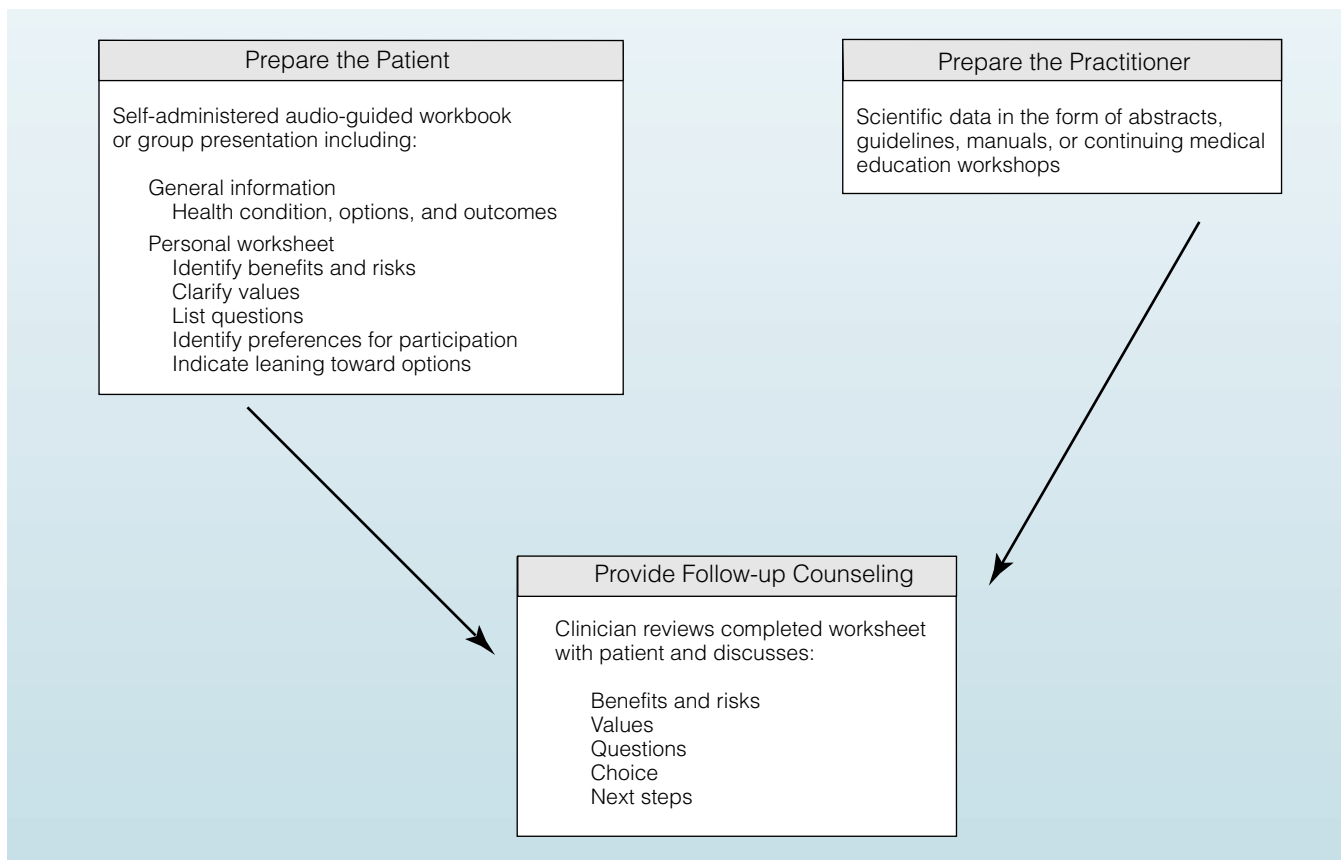 Prepare the Patient
Self-administered audio-guided workbook
or group presentation including:
General information
Health condition, options, and outcomes
Personal worksheet
Identify benefits and risks
Clarify values
List questions
Identify preferences for participation
Indicate leaning toward options
Prepare the Practitioner
Scientific data in the form of abstracts,
guidelines, manuals, or continuing medical
education workshops
Provide Follow-up Counseling
Clinician reviews completed worksheet
with patient and discusses:
Benefits and risks
Values
Questions
Choice
Next steps